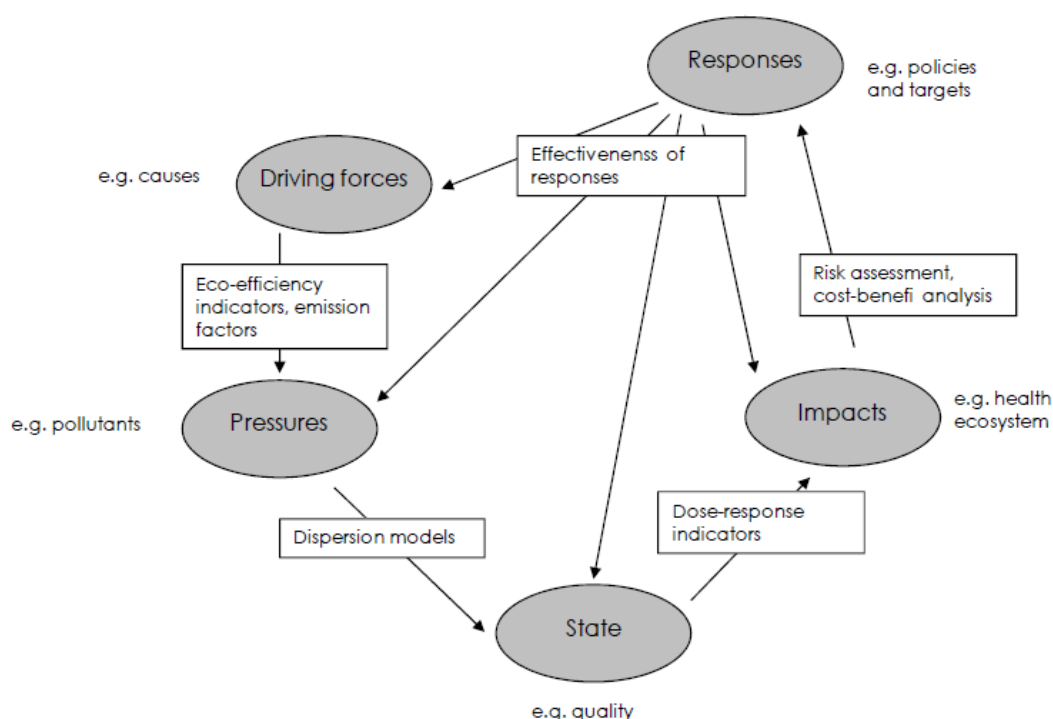 Responses
e.g. policies
and targets
Effectivenenss of
responses
Driving forces
e.g. causes
Eco-efficiency
indicators, emission
factors
Risk assessment,
cost-benefi analysis
Pressures
e.g. pollutants
Impacts
e.g. health
ecosystem
Dispersion models
Dose-response
indicators
State
e.g. quality